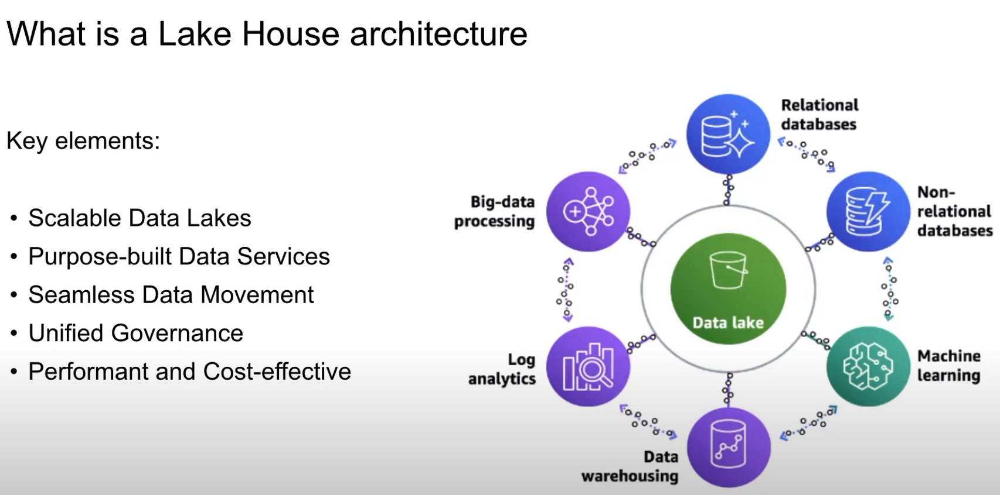 What is a Lake House architecture
Key elements:
• Scalable Data Lakes
• Purpose-built Data Services
• Seamless Data Movement
• Unified Governance
• Performant and Cost-effective
Relational
databases
Non-
relational
databases
Machine
learning
Data
warehousing
Log
analytics
Big-data
processing
Data lake